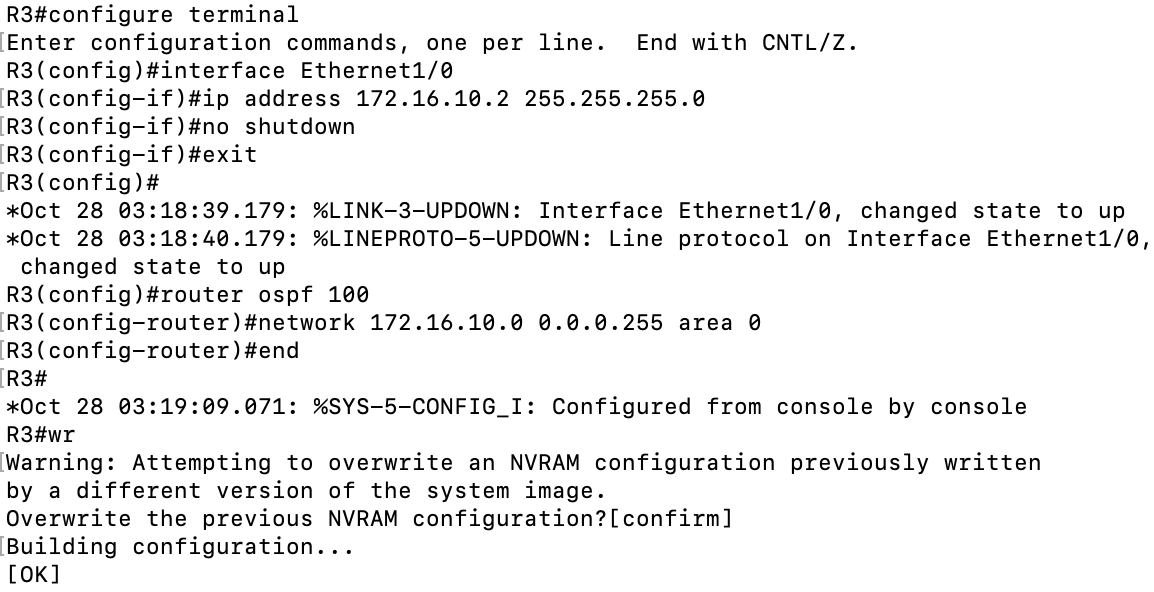 R3#configure terminal
[Enter configuration commands, one per line.  End with CNTL/Z.
R3(config)#interface Ethernet1/0
[R3(config-if)#ip address 172.16.10.2 255.255.255.0
[R3(config-if)#no shutdown
[R3(config-if)#exit
[R3(config)#
*Oct 28 03:18:39.179: %LINK-3-UPDOWN: Interface Ethernet1/0, changed state to up
*Oct 28 03:18:40.179: %LINEPROTO-5-UPDOWN: Line protocol on Interface Ethernet1/0,
 changed state to up
R3(config)#router ospf 100
[R3(config-router)#network 172.16.10.0 0.0.0.255 area 0
[R3(config-router)#end
[R3#
*Oct 28 03:19:09.071: %SYS-5-CONFIG_I: Configured from console by console
R3#wr
[Warning: Attempting to overwrite an NVRAM configuration previously written
by a different version of the system image.
Overwrite the previous NVRAM configuration?[confirm]
[Building configuration...
[OK]